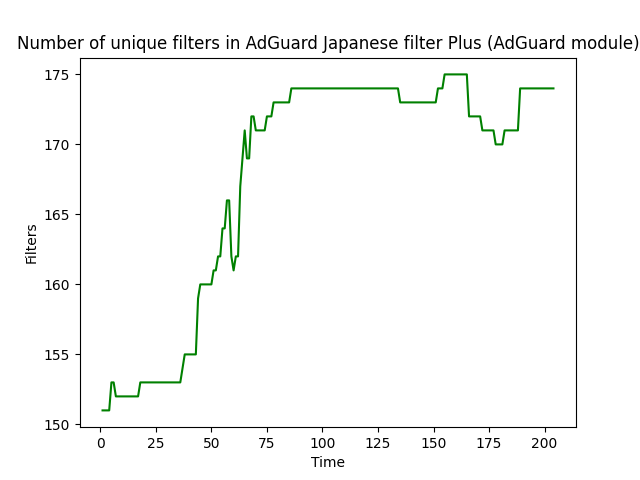 Number of unique filters in AdGuard Japanese filter Plus (AdGuard module)
175
170
165
160
155
150
Filters
0 25 50 75 100 125 150 175 200
Time